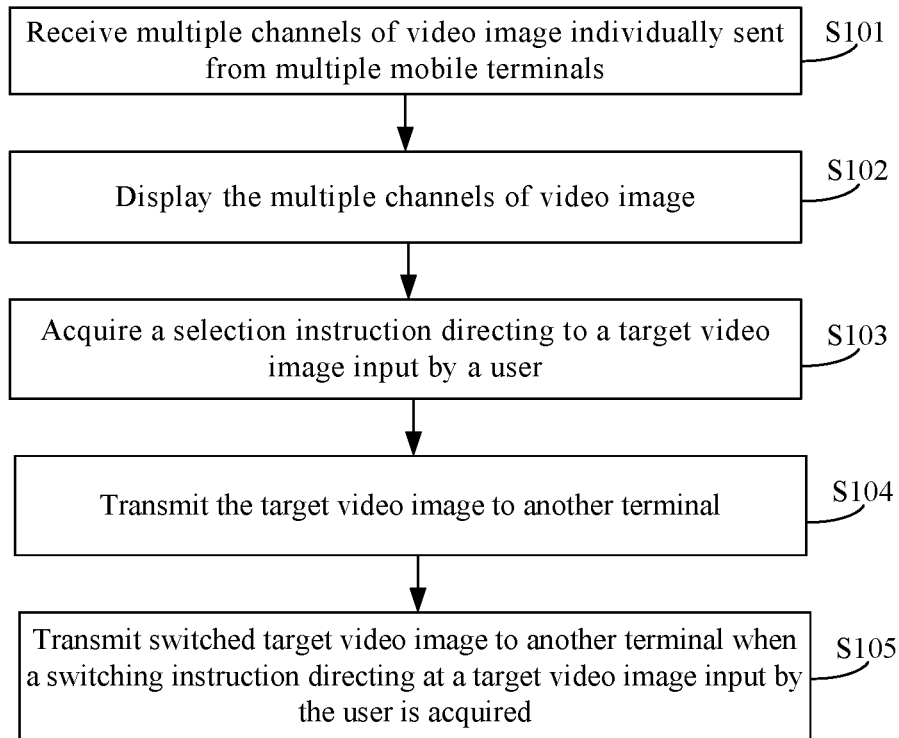 Receive multiple channels of video image individually sent
from multiple mobile terminals
S101
Display the multiple channels of video image
S102
Acquire a selection instruction directing to a target video
image input by a user
S103
Transmit the target video image to another terminal
S104
Transmit switched target video image to another terminal when
a switching instruction directing at a target video image input by
the user is acquired
S105